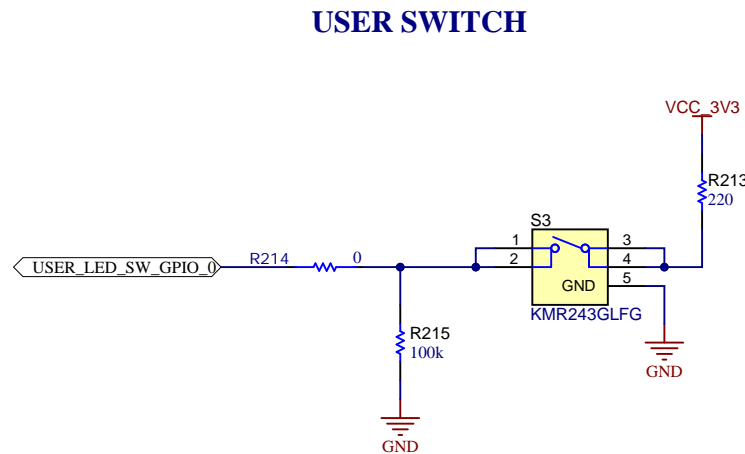 USER SWITCH
VCC_3V3
R213
220
S3
1
2
3
4
5
GND
KMR243GLFG
USER_LED_SW_GPIO_0
R214
0
R215
100k
GND
GND